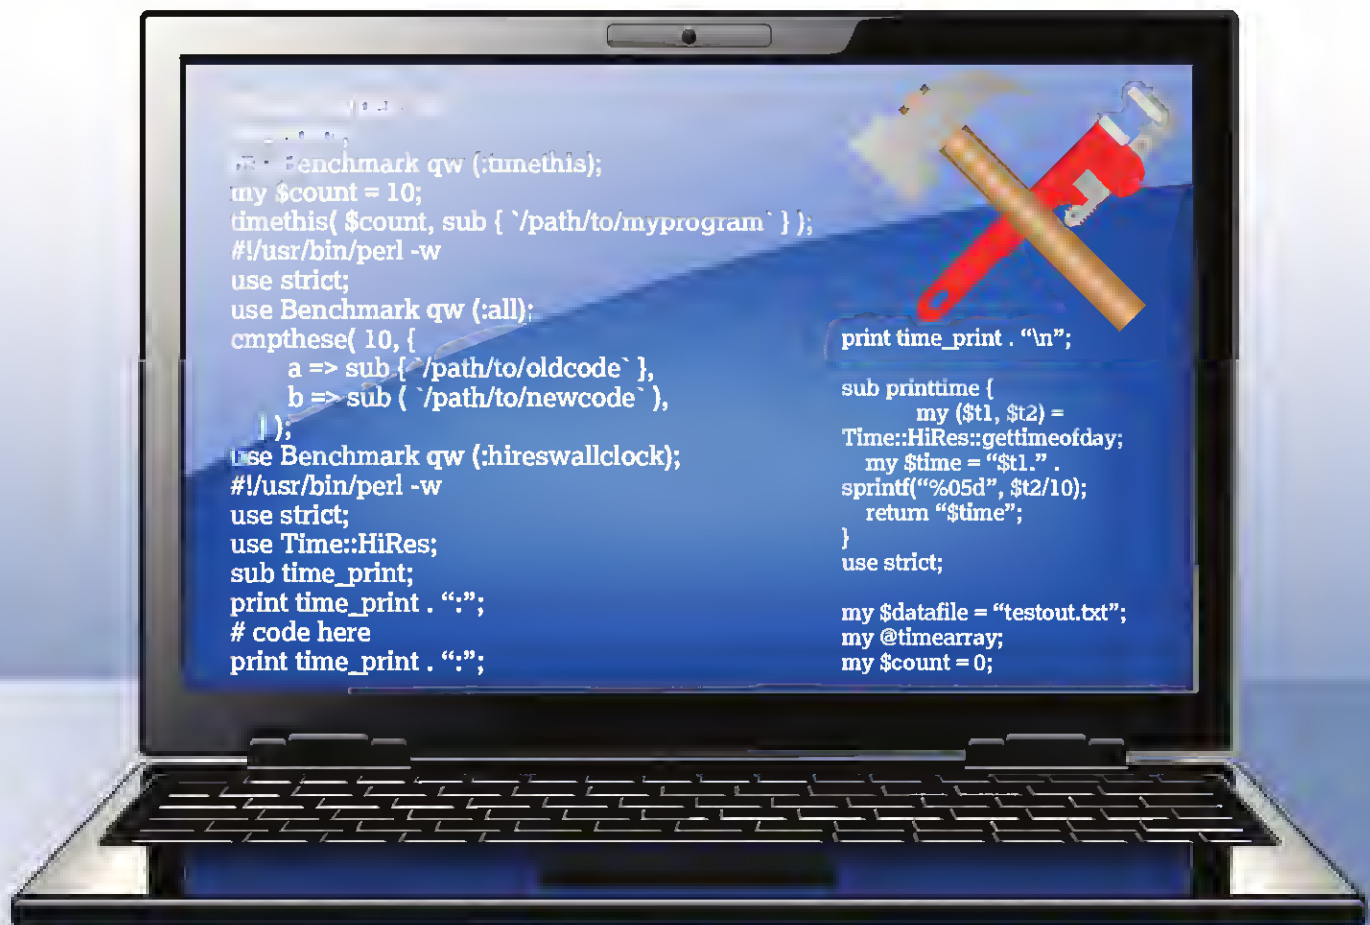 Benchmark qw (:timethis);
my $count = 10;
timethis( $count, sub { `/path/to/myprogram` } );
#!/usr/bin/perl -w
use strict;
use Benchmark qw (:all);
cmpthese( 10, {
a => sub { `/path/to/oldcode` },
b => sub ( `/path/to/newcode` ),
} );
use Benchmark qw (:hireswallclock);
#!/usr/bin/perl -w
use strict;
use Time::HiRes;
sub time_print;
print time_print . “:”;
# code here
print time_print . “:”;
print time_print . “\n”;
sub printtime {
my ($t1, $t2) =
Time::HiRes::gettimeofday;
my $time = “$t1.” .
sprintf(“%05d”, $t2/10);
return “$time”;
}
use strict;
my $datafile = “testout.txt”;
my @timearray;
my $count = 0;